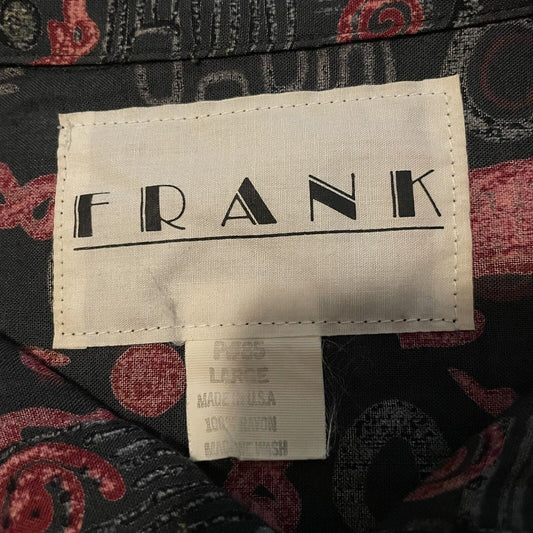 FRANK
LARGE
MADE IN U.S.A
100% RAYON
MACHINE WASH